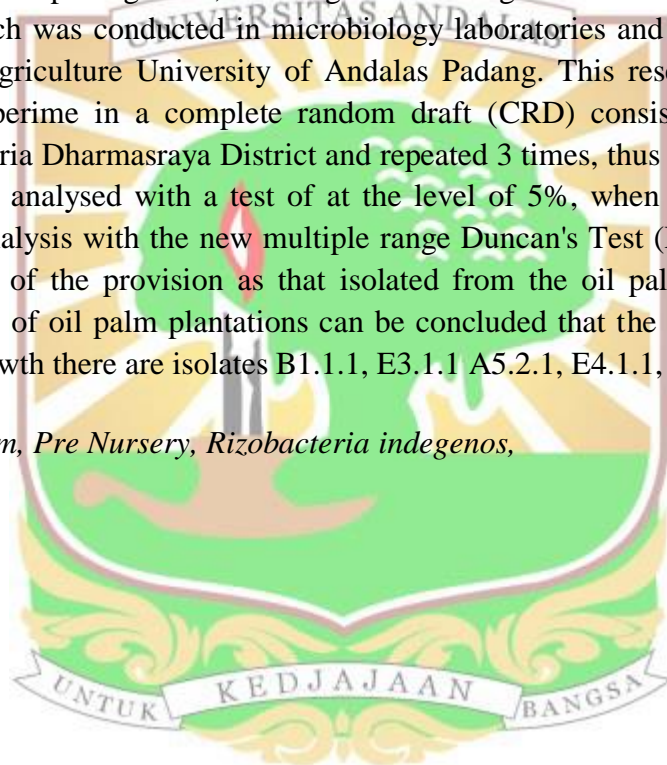 UNIVERSITAS ANDALAS
ch was conducted in microbiology laboratories and
griculture University of Andalas Padang. This res
perime in a complete random draft (CRD) consis
ria Dharmasraya District and repeated 3 times, thus
analysed with a test of at the level of 5%, when
alysis with the new multiple range Duncan's Test (
of the provision as that isolated from the oil pal
of oil palm plantations can be concluded that the
wth there are isolates B1.1.1, E3.1.1 A5.2.1, E4.1.1,
m, Pre Nursery, Rizobacteria indegenos,
UNTUK KEDJAJAAN BANGSA